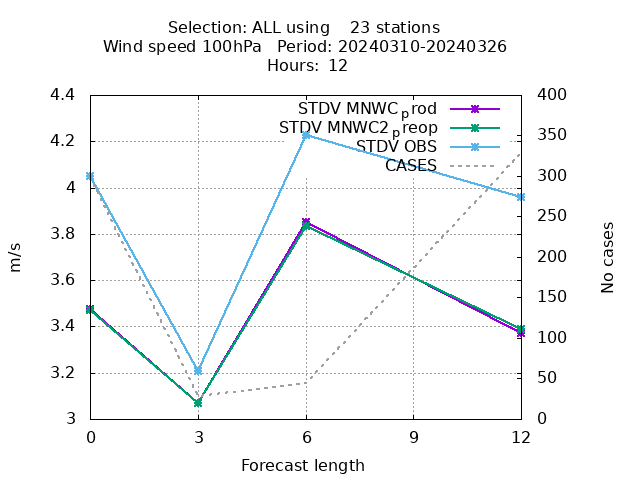 Selection: ALL using    23 stations
Wind speed 100hPa   Period: 20240310-20240326
Hours:  12
STDV MNWCprod
STDV MNWC2preop
STDV OBS
CASES
4.4
4.2
4
3.8
3.6
3.4
3.2
3
400
350
300
250
200
150
100
50
0
m/s
No cases
0 3 6 9 12
Forecast length